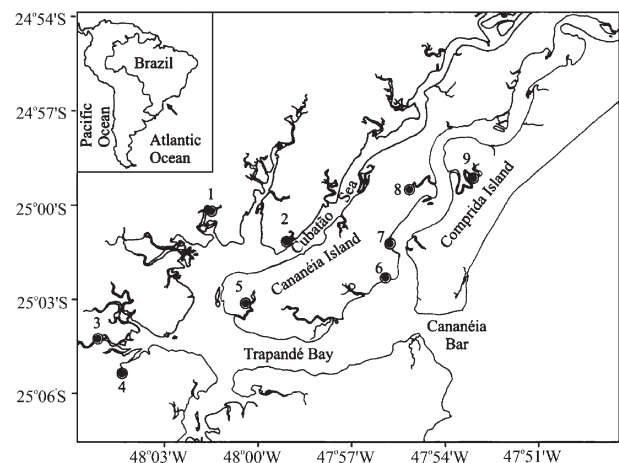 24°54'S
24°57'S
25°00'S
25°03'S
25°06'S
Brazil
Pacific
Ocean
Atlantic
Ocean
1
2
3
4
5
6
7
8
9
Cubatão
Sea
Cananéia Island
Comprida Island
Cananéia
Bar
Trapandé Bay
48°03'W
48°00'W
47°57'W
47°54'W
47°51'W